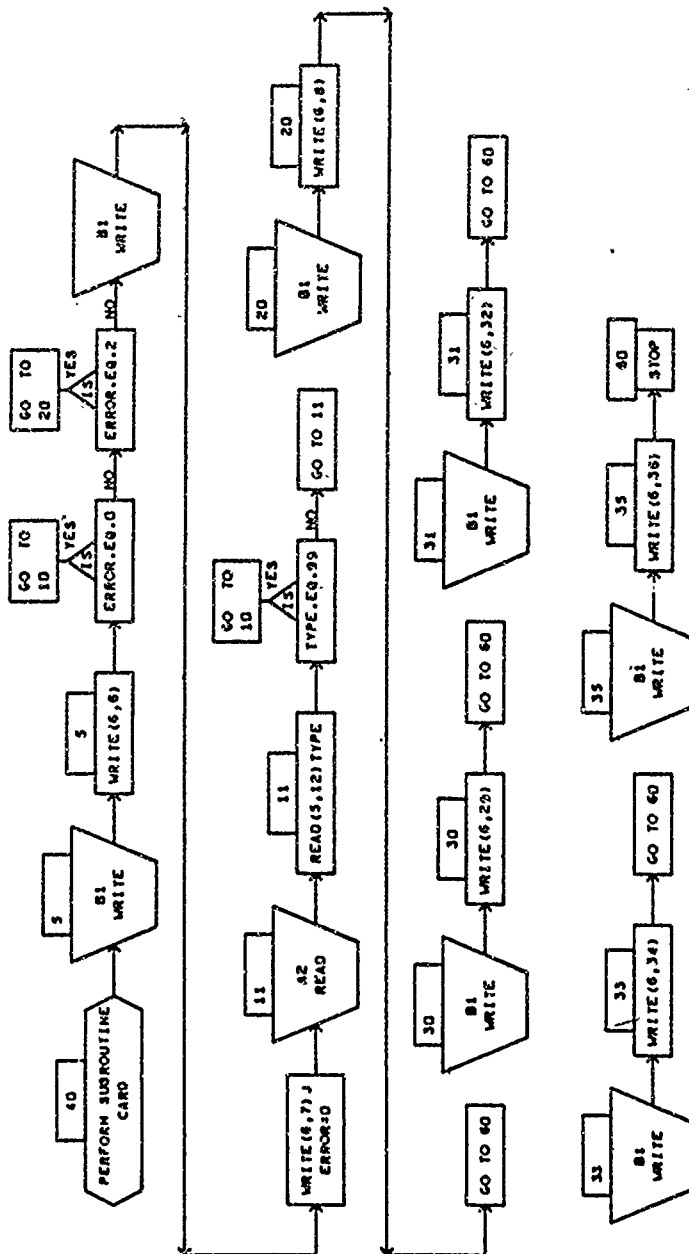 40
PERFORM SUBROUTINE
CARD
5
B1
WRITE
5
WRITE(6,6)
GO TO
10
YES
IS
ERROR.EQ.0
NO
GO TO
20
YES
IS
ERROR.EQ.2
NO
B1
WRITE
WRITE(6,7)J
ERROR=0
11
A2
READ
11
READ(5,12)TYPE
GO TO
10
YES
IS
TYPE.EQ.99
NO
GO TO 11
20
B1
WRITE
20
WRITE(6,8)
GO TO 60
30
B1
WRITE
30
GO TO 60
31
B1
WRITE
31
WRITE(6,32)
GO TO 60
33
B1
WRITE
33
WRITE(6,34)
GO TO 60
35
B1
WRITE
35
WRITE(6,36)
60
STOP